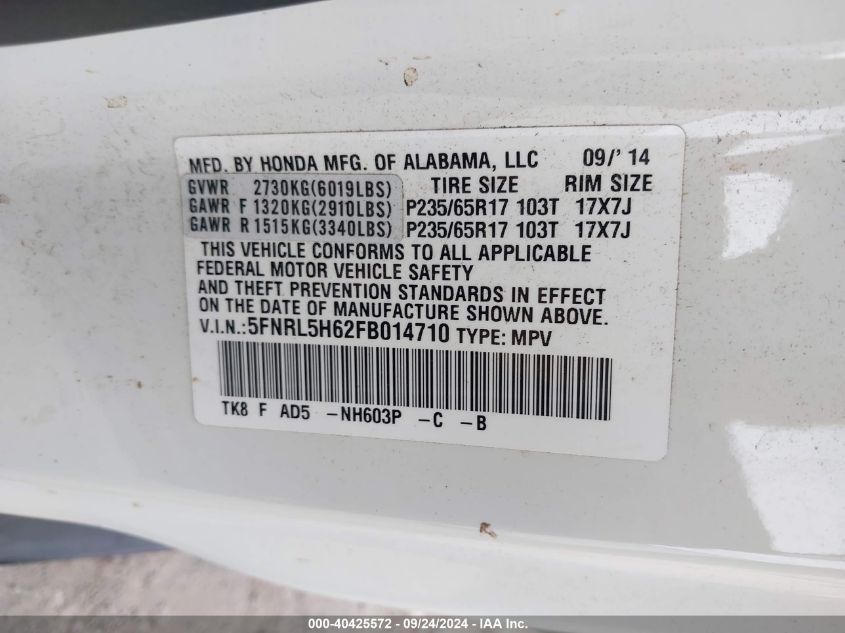 MFD. BY HONDA MFG. OF ALABAMA, LLC 09/' 14
GVWR 2730KG(6019LBS) TIRE SIZE RIM SIZE
GAWR F 1320KG(2910LBS) P235/65R17 103T 17X7J
GAWR R 1515KG(3340LBS) P235/65R17 103T 17X7J
THIS VEHICLE CONFORMS TO ALL APPLICABLE
FEDERAL MOTOR VEHICLE SAFETY
AND THEFT PREVENTION STANDARDS IN EFFECT
ON THE DATE OF MANUFACTURE SHOWN ABOVE.
V.I.N.:5FNRL5H62FB014710 TYPE: MPV
TK8 F AD5 -NH603P -C -B
000-40425572 - 09/24/2024 - IAA Inc.